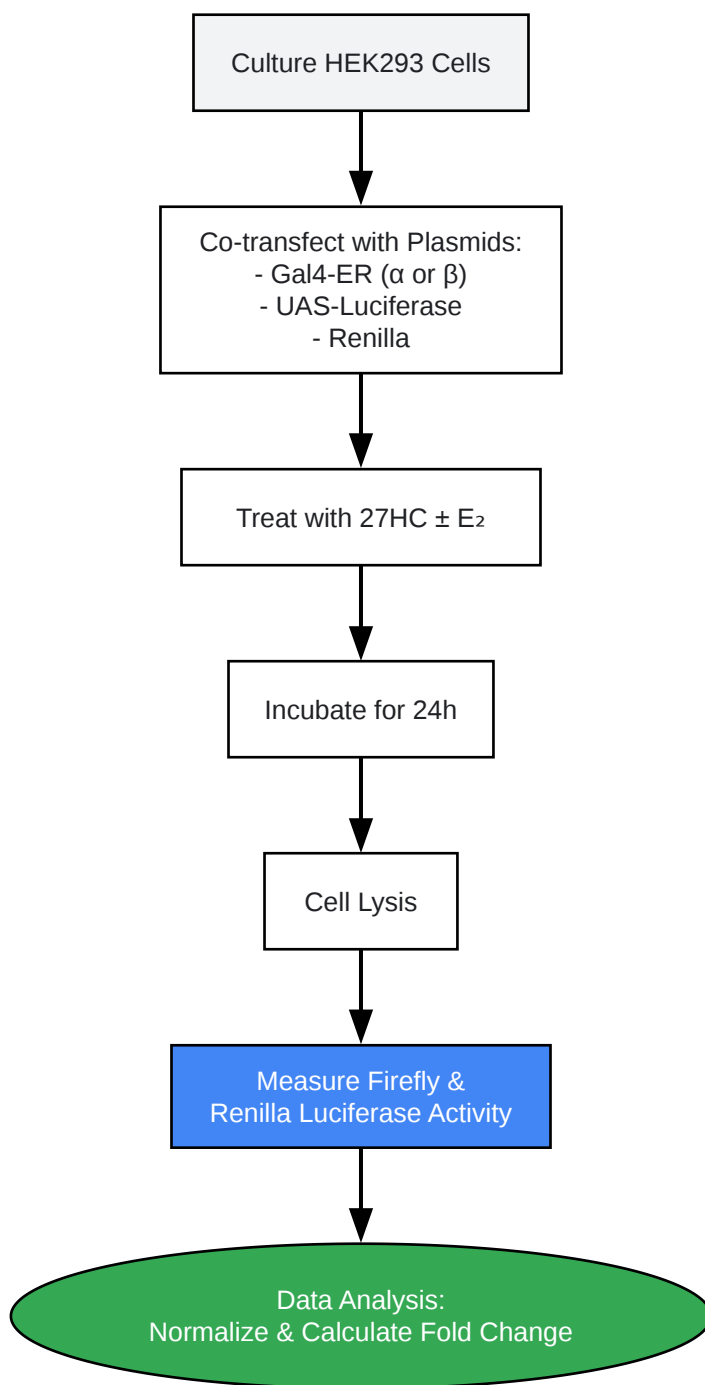 Culture HEK293 Cells
Co-transfect with Plasmids:
- Gal4-ER (α or β)
- UAS-Luciferase
- Renilla
Treat with 27HC ± E₂
Incubate for 24h
Cell Lysis
Measure Firefly &
Renilla Luciferase Activity
Data Analysis:
Normalize & Calculate Fold Change